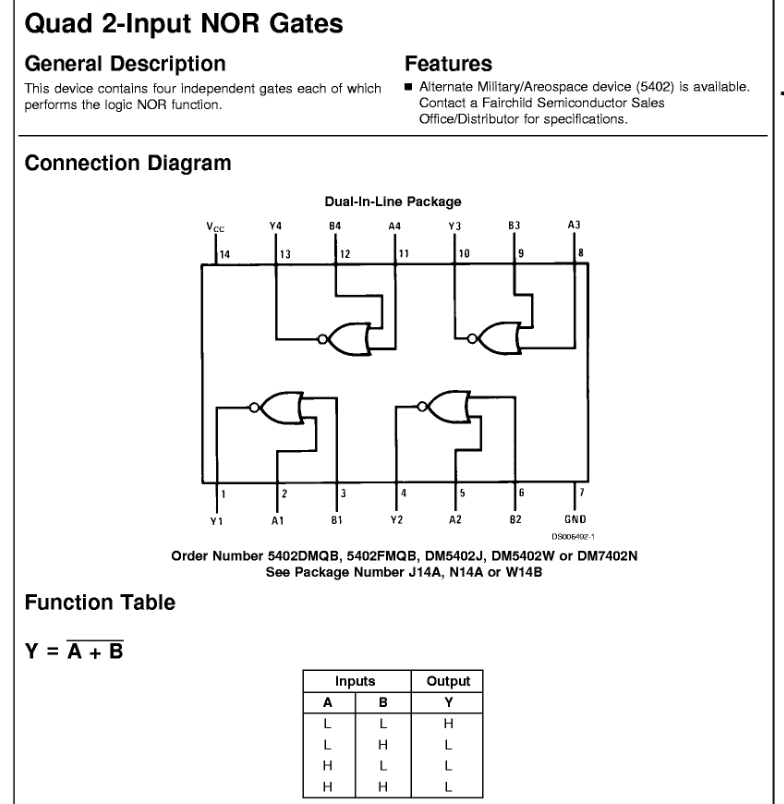 Quad 2-Input NOR Gates
General Description
This device contains four independent gates each of which
performs the logic NOR function.
Features
■ Alternate Military/Areospace device (5402) is available.
Contact a Fairchild Semiconductor Sales
Office/Distributor for specifications.
Connection Diagram
Dual-In-Line Package
VCC Y4 B4 A4 Y3 B3 A3
14 13 12 11 10 9 8
1 2 3 4 5 6 7
Y1 A1 B1 Y2 A2 B2 GND
DS006492-1
Order Number 5402DMQB, 5402FMQB, DM5402J, DM5402W or DM7402N
See Package Number J14A, N14A or W14B
Function Table
Y = A + B
Inputs Output
A B Y
L L H
L H L
H L L
H H L